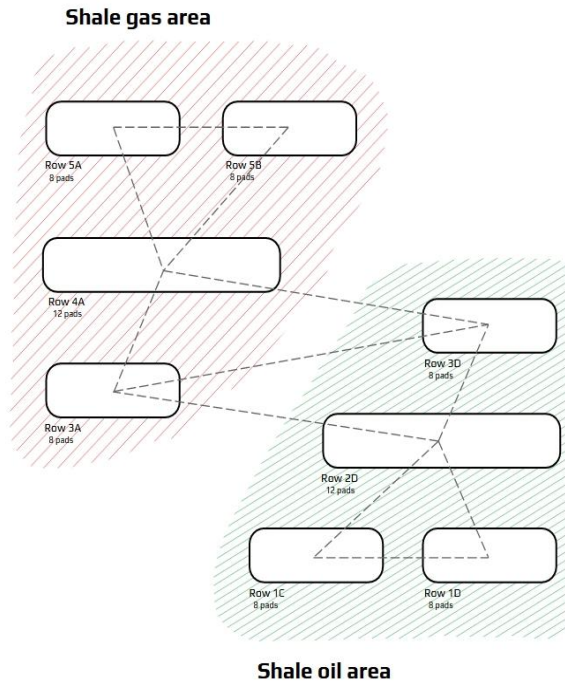 Shale gas area
Row 5A
8 pads
Row 5B
8 pads
Row 4A
12 pads
Row 3D
8 pads
Row 3A
8 pads
Row 2D
12 pads
Row 1C
8 pads
Row 1D
8 pads
Shale oil area